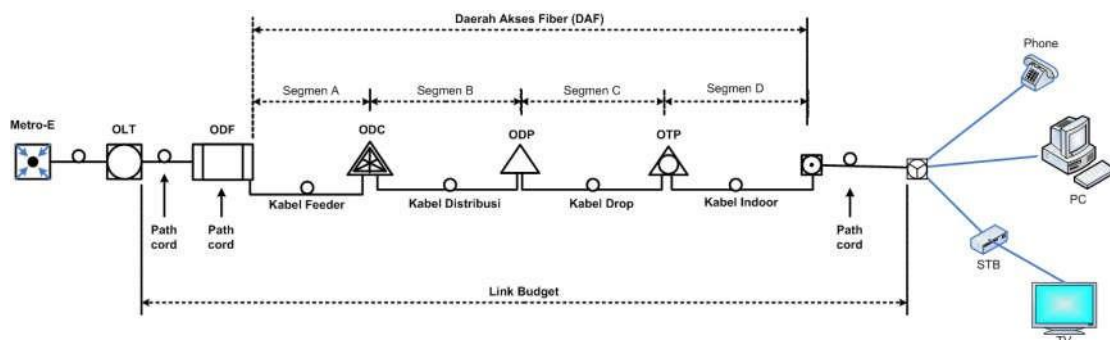 Daerah Akses Fiber (DAF)
Phone
Segmen A
Segmen B
Segmen C
Segmen D
Metro-E
OLT
ODF
ODC
ODP
OTP
PC
Kabel Feeder
Kabel Distribusi
Kabel Drop
Kabel Indoor
Path
cord
Path
cord
Path
cord
STB
Link Budget
TV